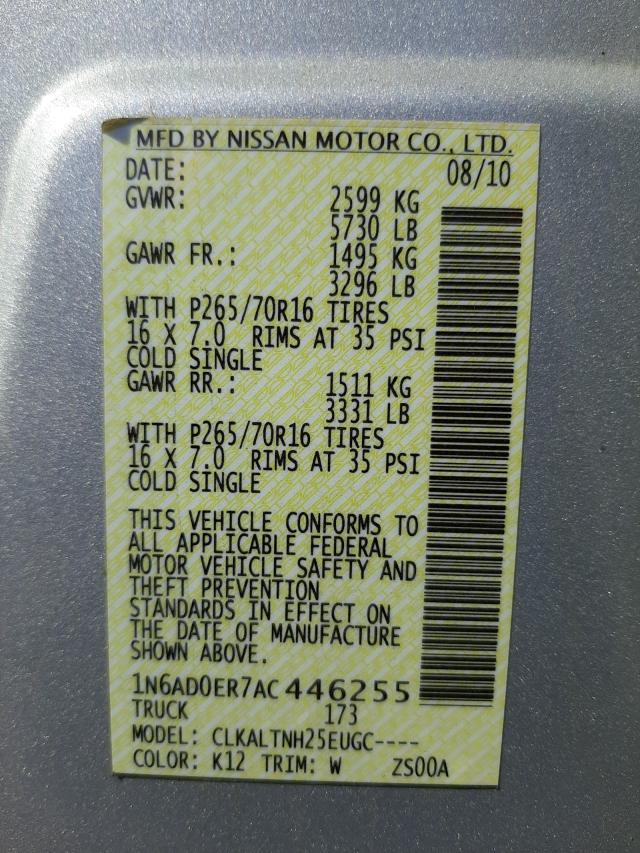 MFD BY NISSAN MOTOR CO., LTD.
DATE: 08/10
GVWR: 2599 KG
5730 LB
GAWR FR.: 1495 KG
3296 LB
WITH P265/70R16 TIRES
16 X 7.0 RIMS AT 35 PSI
COLD SINGLE
GAWR RR.: 1511 KG
3331 LB
WITH P265/70R16 TIRES
16 X 7.0 RIMS AT 35 PSI
COLD SINGLE
THIS VEHICLE CONFORMS TO
ALL APPLICABLE FEDERAL
MOTOR VEHICLE SAFETY AND
THEFT PREVENTION
STANDARDS IN EFFECT ON
THE DATE OF MANUFACTURE
SHOWN ABOVE.
1N6AD0ER7AC446255
TRUCK 173
MODEL: CLKALTNH25EUGC----
COLOR: K12 TRIM: W ZS00A